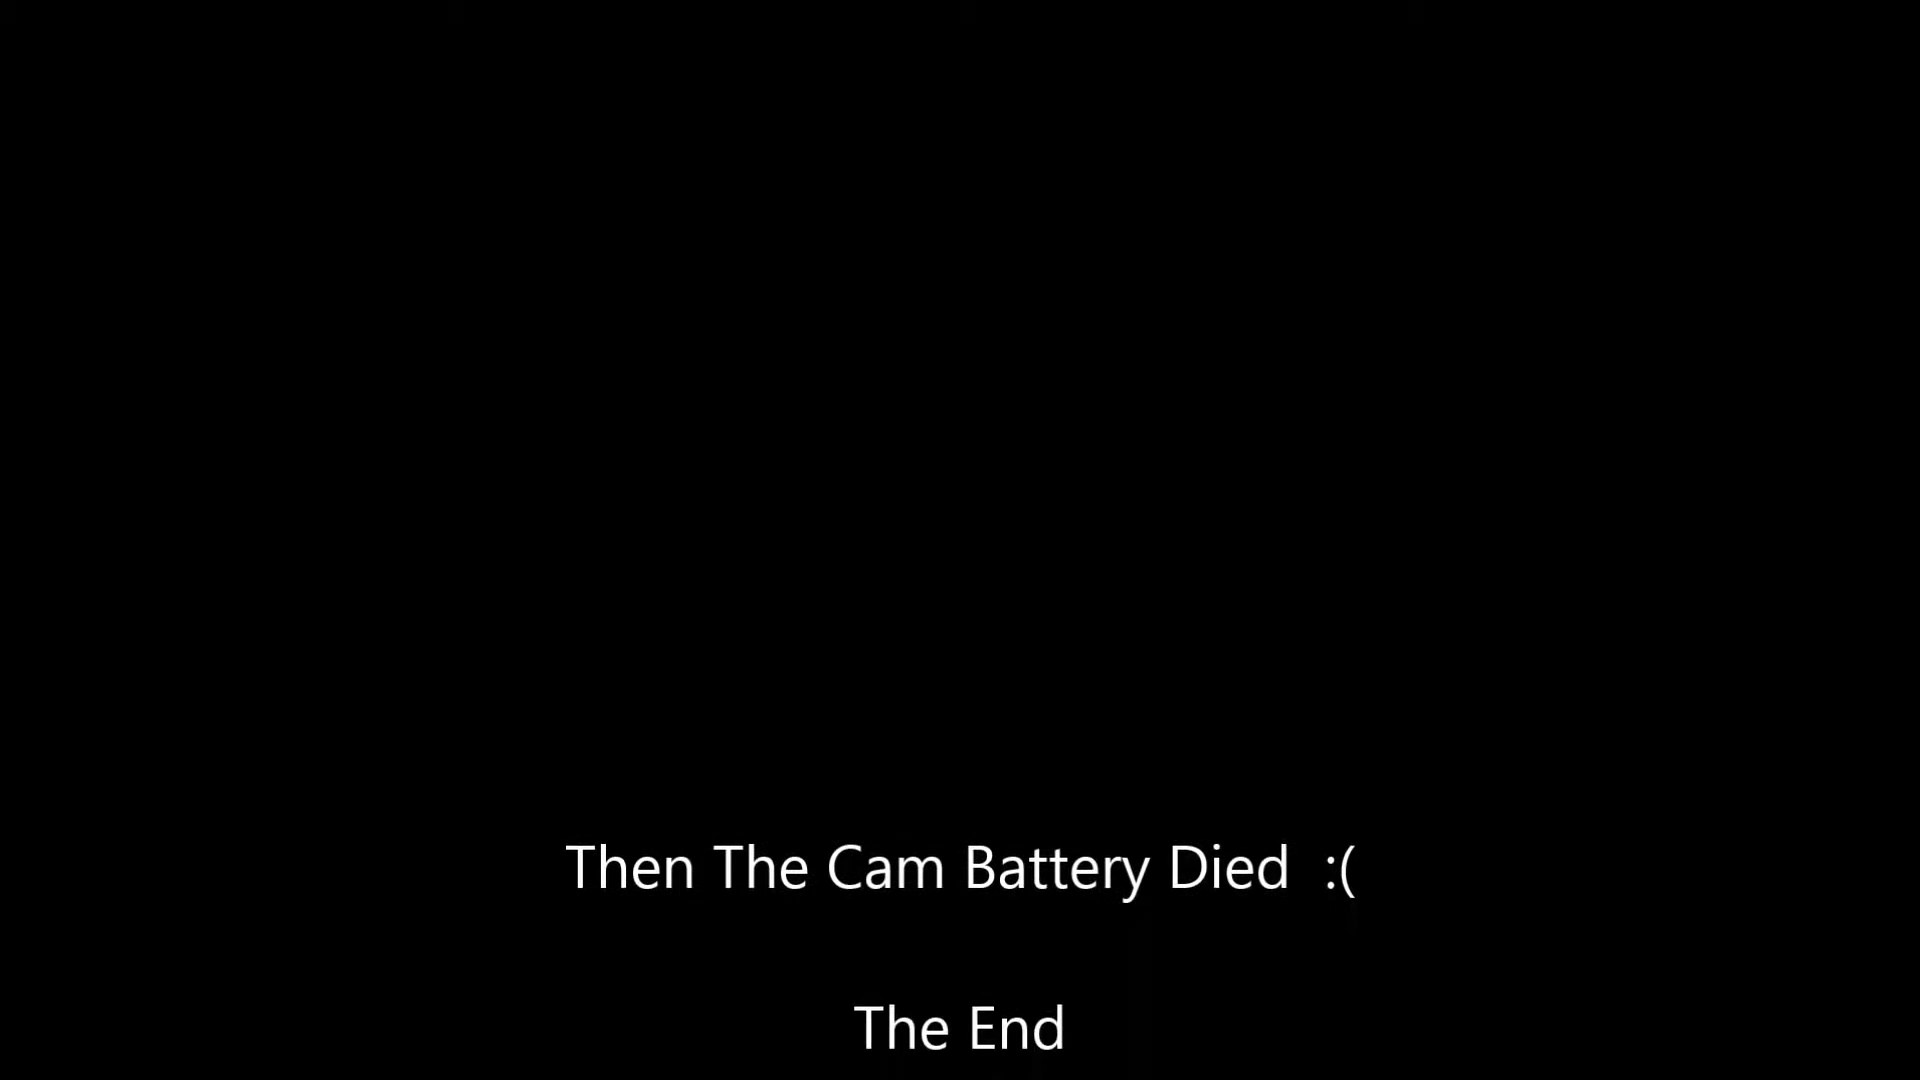 Then The Cam Battery Died  :(
The End